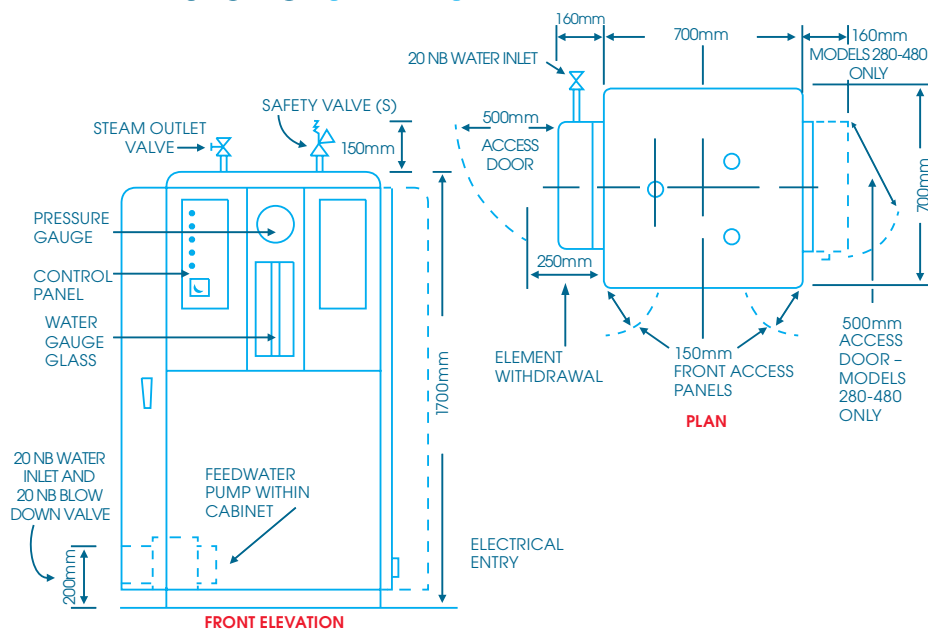 160mm
700mm
160mm
MODELS 280-480
ONLY
20 NB WATER INLET
SAFETY VALVE (S)
STEAM OUTLET
VALVE
150mm
500mm
ACCESS
DOOR
700mm
PRESSURE
GAUGE
CONTROL
PANEL
WATER
GAUGE
GLASS
250mm
ELEMENT
WITHDRAWAL
150mm
FRONT ACCESS
PANELS
500mm
ACCESS
DOOR –
MODELS
280-480
ONLY
PLAN
1700mm
20 NB WATER
INLET AND
20 NB BLOW
DOWN VALVE
FEEDWATER
PUMP WITHIN
CABINET
ELECTRICAL
ENTRY
200mm
FRONT ELEVATION